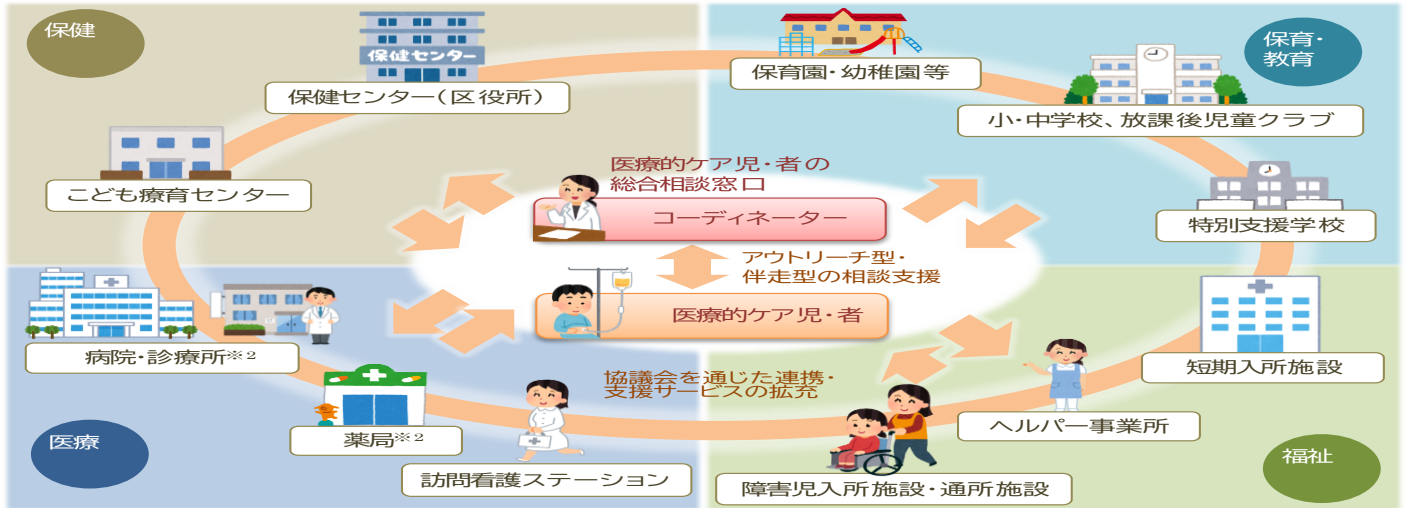 保健
保健センター
保健センター(区役所)
こども療育センター
保育・
教育
保育園・幼稚園等
小・中学校、放課後児童クラブ
特別支援学校
医療的ケア児・者の
総合相談窓口
コーディネーター
アウトリーチ型・
伴走型の相談支援
医療的ケア児・者
協議会を通じた連携・
支援サービスの拡充
病院・診療所※2
薬局※2
訪問看護ステーション
医療
短期入所施設
ヘルパー事業所
障害児入所施設・通所施設
福祉